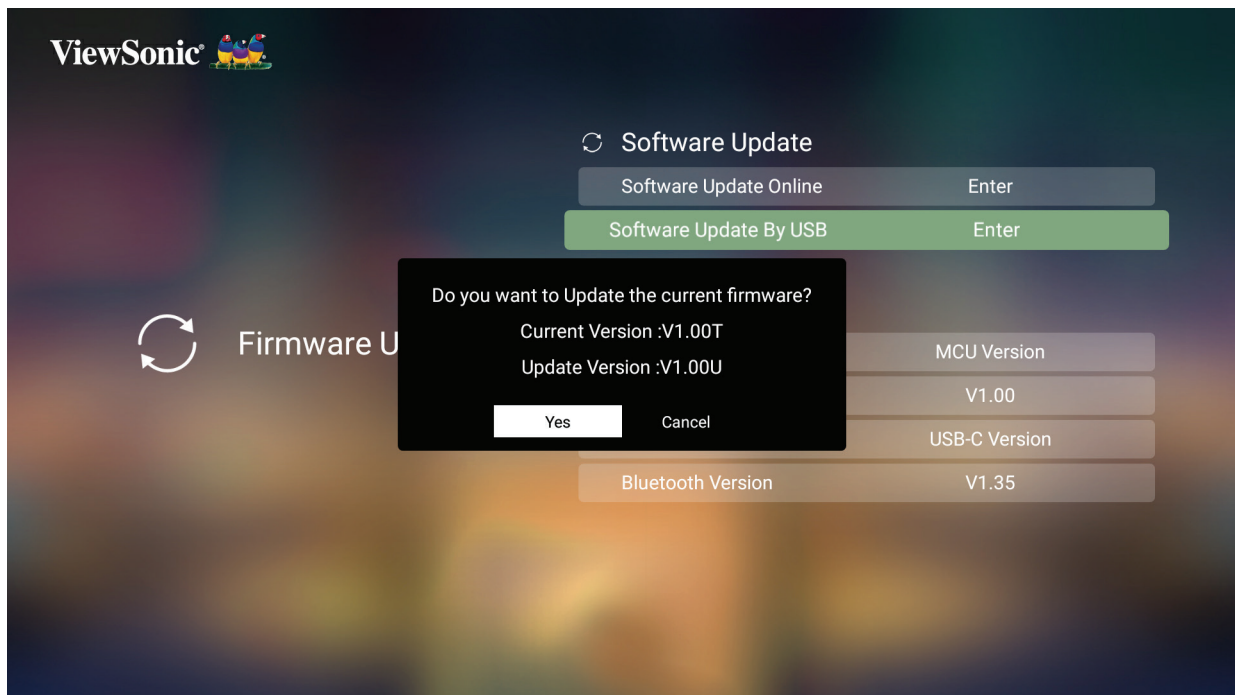 ViewSonic®
Software Update
Software Update Online Enter
Software Update By USB Enter
Do you want to Update the current firmware?
Current Version :V1.00T
Update Version :V1.00U
Yes Cancel
Firmware U
MCU Version
V1.00
USB-C Version
Bluetooth Version V1.35